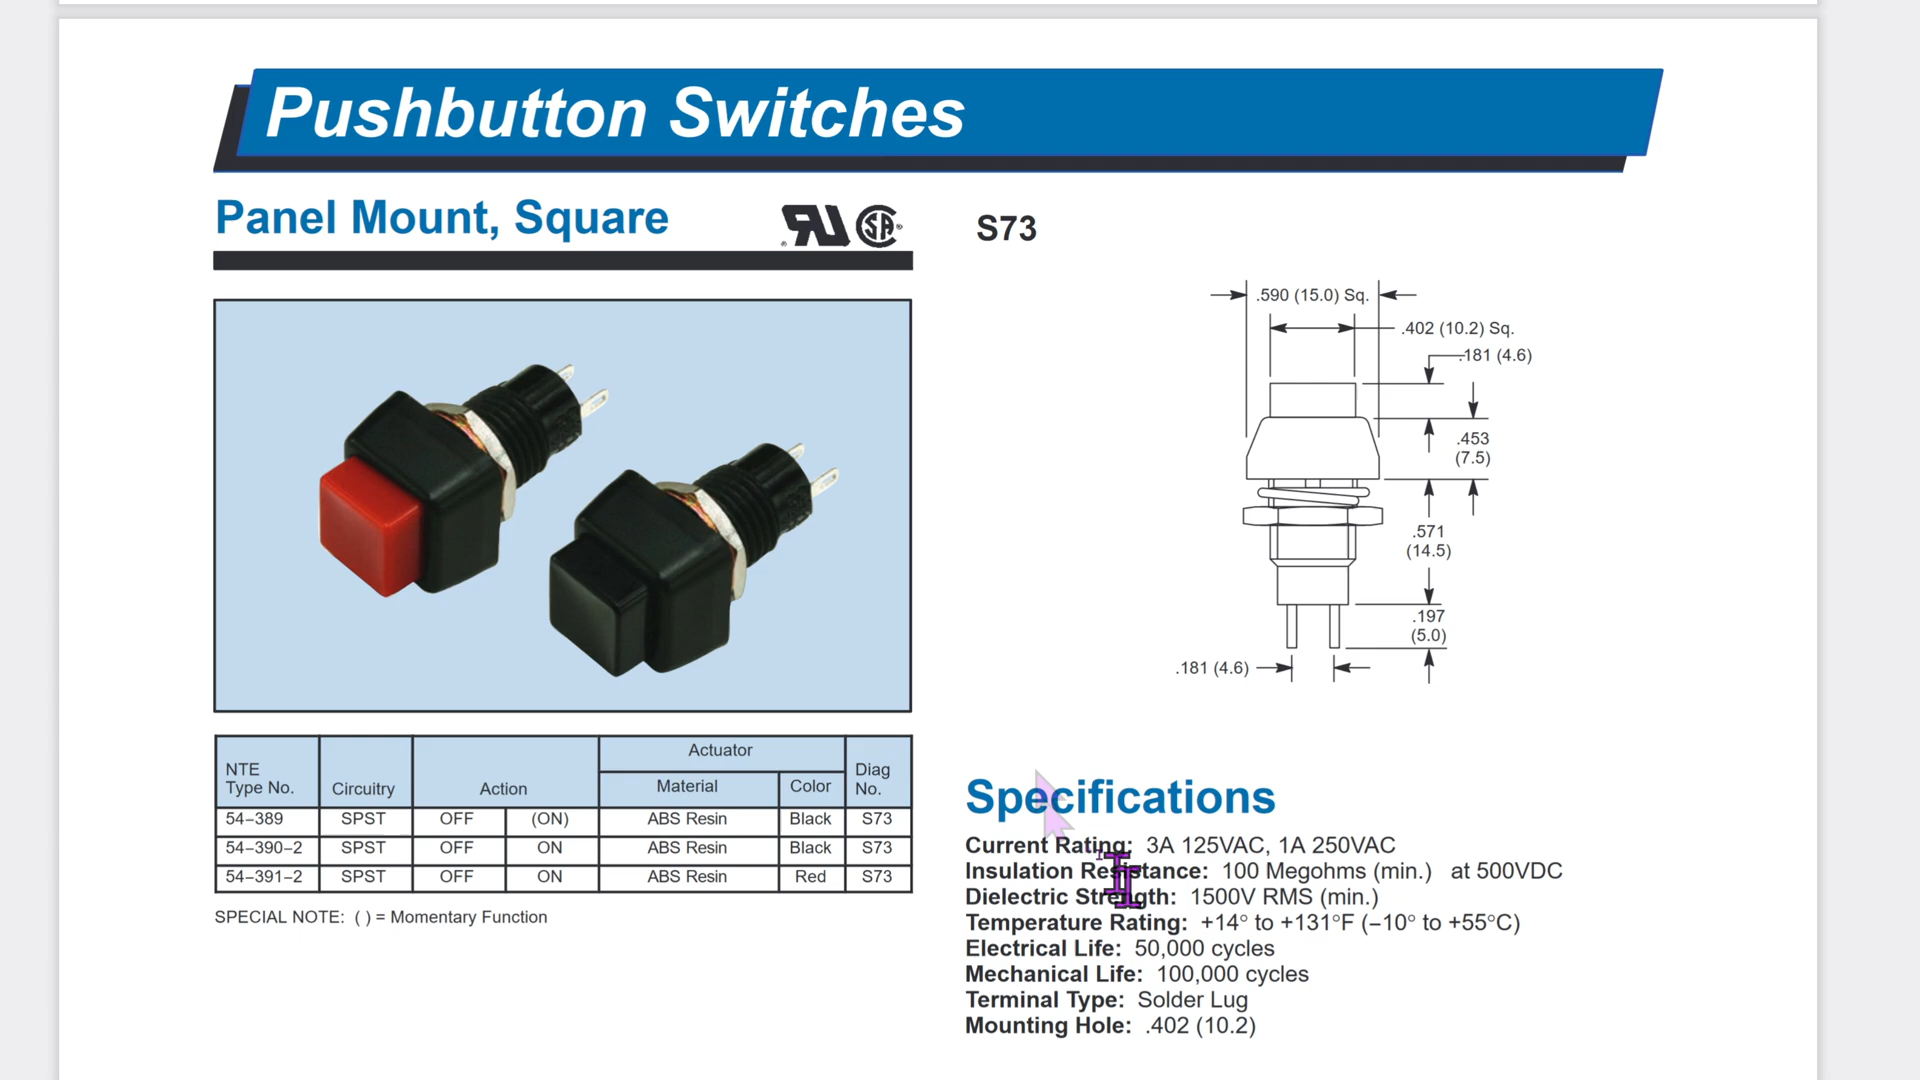 Pushbutton Switches
Panel Mount, Square
S73
.590 (15.0) Sq.
.402 (10.2) Sq.
.181 (4.6)
.453
(7.5)
.571
(14.5)
.197
(5.0)
.181 (4.6)
NTE Type No. Circuitry Action Actuator Material Color Diag No.
54–389 SPST OFF (ON) ABS Resin Black S73
54–390–2 SPST OFF ON ABS Resin Black S73
54–391–2 SPST OFF ON ABS Resin Red S73
SPECIAL NOTE: ( ) = Momentary Function
Specifications
Current Rating: 3A 125VAC, 1A 250VAC
Insulation Resistance: 100 Megohms (min.) at 500VDC
Dielectric Strength: 1500V RMS (min.)
Temperature Rating: +14° to +131°F (–10° to +55°C)
Electrical Life: 50,000 cycles
Mechanical Life: 100,000 cycles
Terminal Type: Solder Lug
Mounting Hole: .402 (10.2)